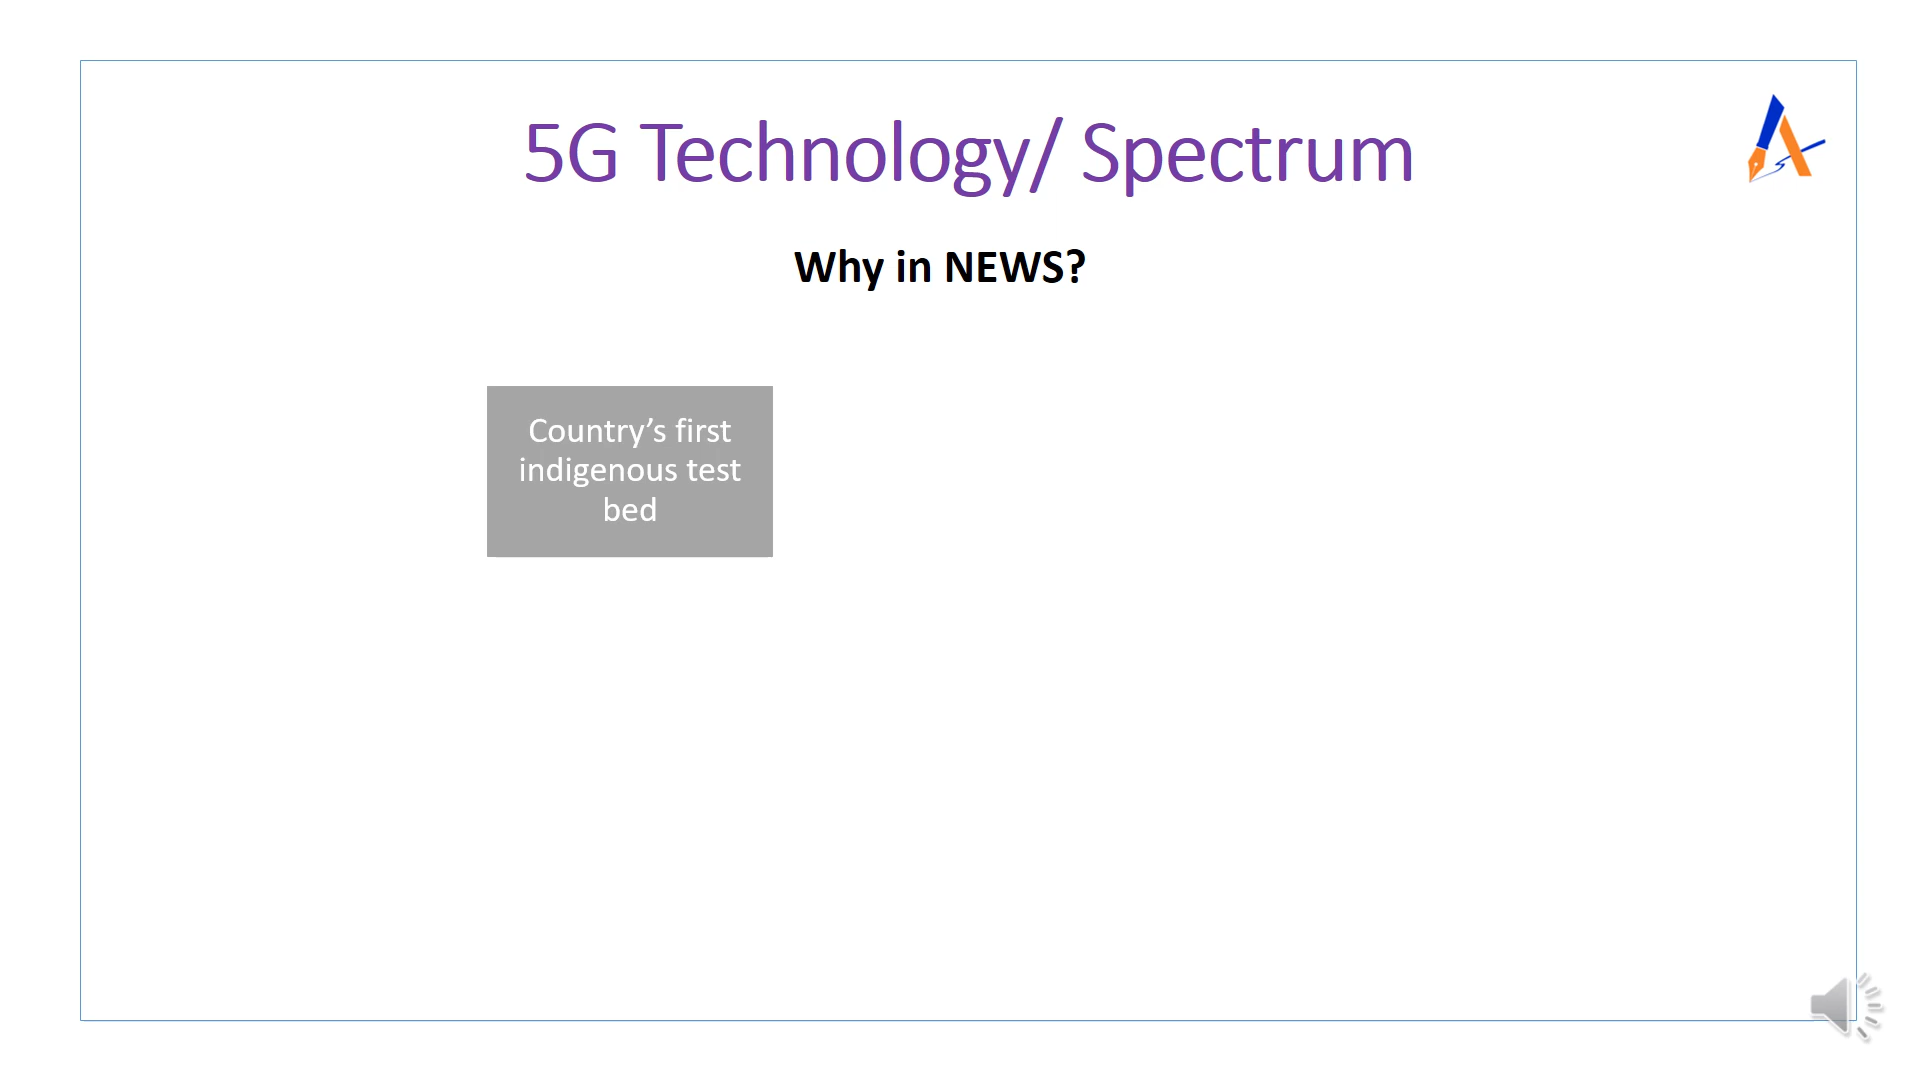 5G Technology/ Spectrum
Why in NEWS?
Country’s first
indigenous test
bed